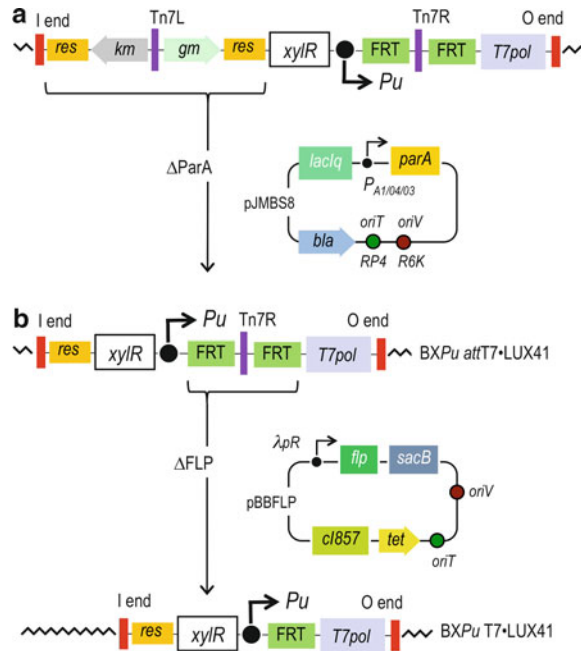 a
Tn7L
Tn7R
I end
O end
res
km
gm
res
xylR
FRT
FRT
T7pol
Pu
ΔParA
lacIq
parA
PA1/04/03
pJMBS8
bla
oriT
oriV
RP4
R6K
b
I end
Pu
Tn7R
O end
res
xylR
FRT
FRT
T7pol
BXPu attT7•LUX41
ΔFLP
λpR
flp
sacB
pBBFLP
oriV
cI857
tet
oriT
I end
Pu
O end
res
xylR
FRT
T7pol
BXPu T7•LUX41